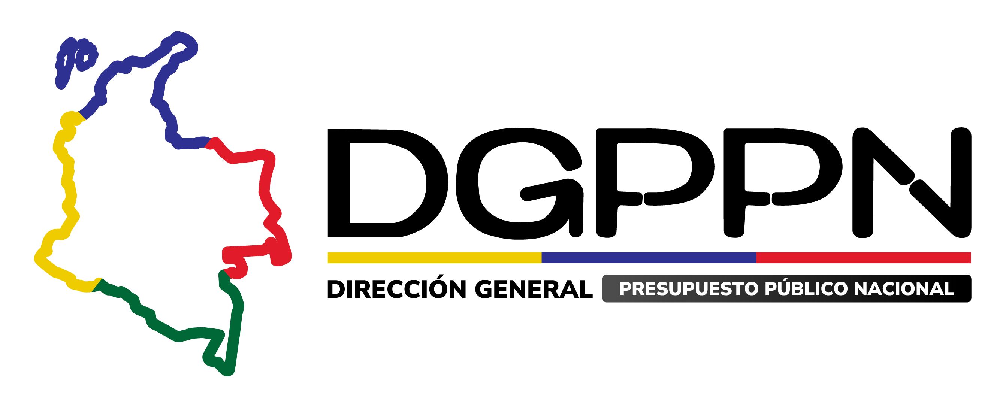 DGPPN
DIRECCIÓN GENERAL PRESUPUESTO PÚBLICO NACIONAL